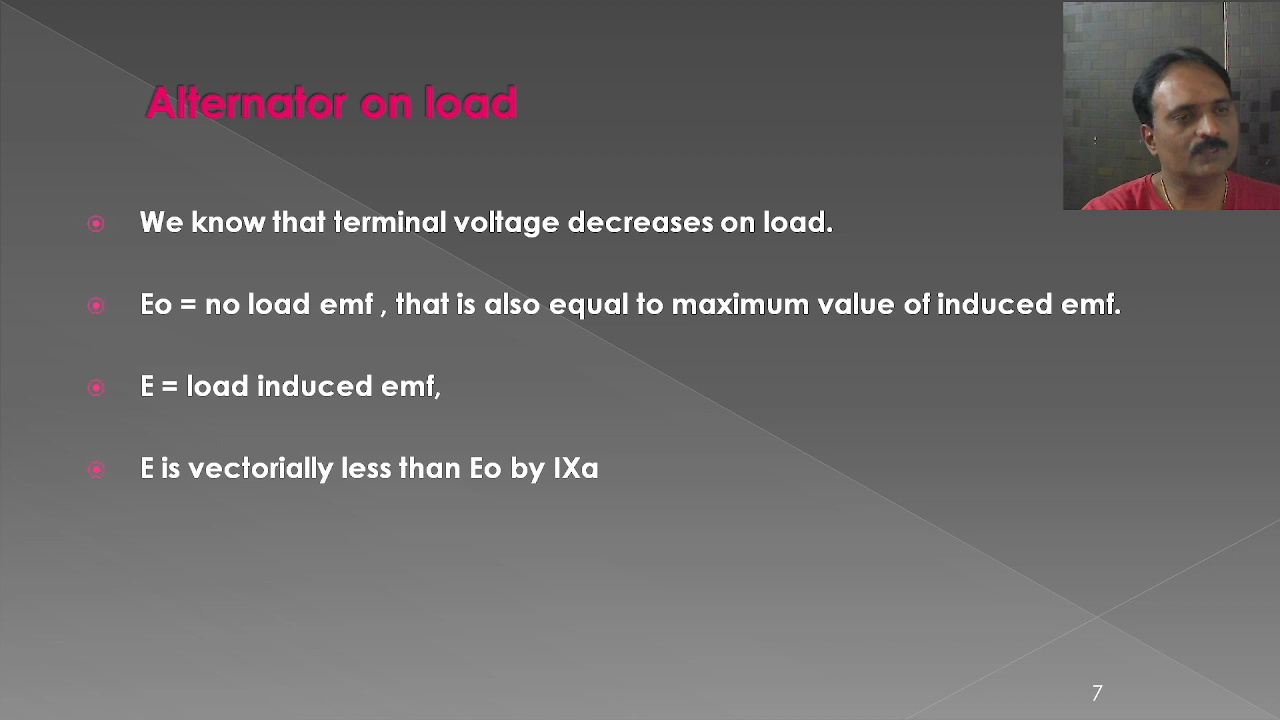 Alternator on load
We know that terminal voltage decreases on load.
Eo = no load emf , that is also equal to maximum value of induced emf.
E = load induced emf,
E is vectorially less than Eo by IXa
7